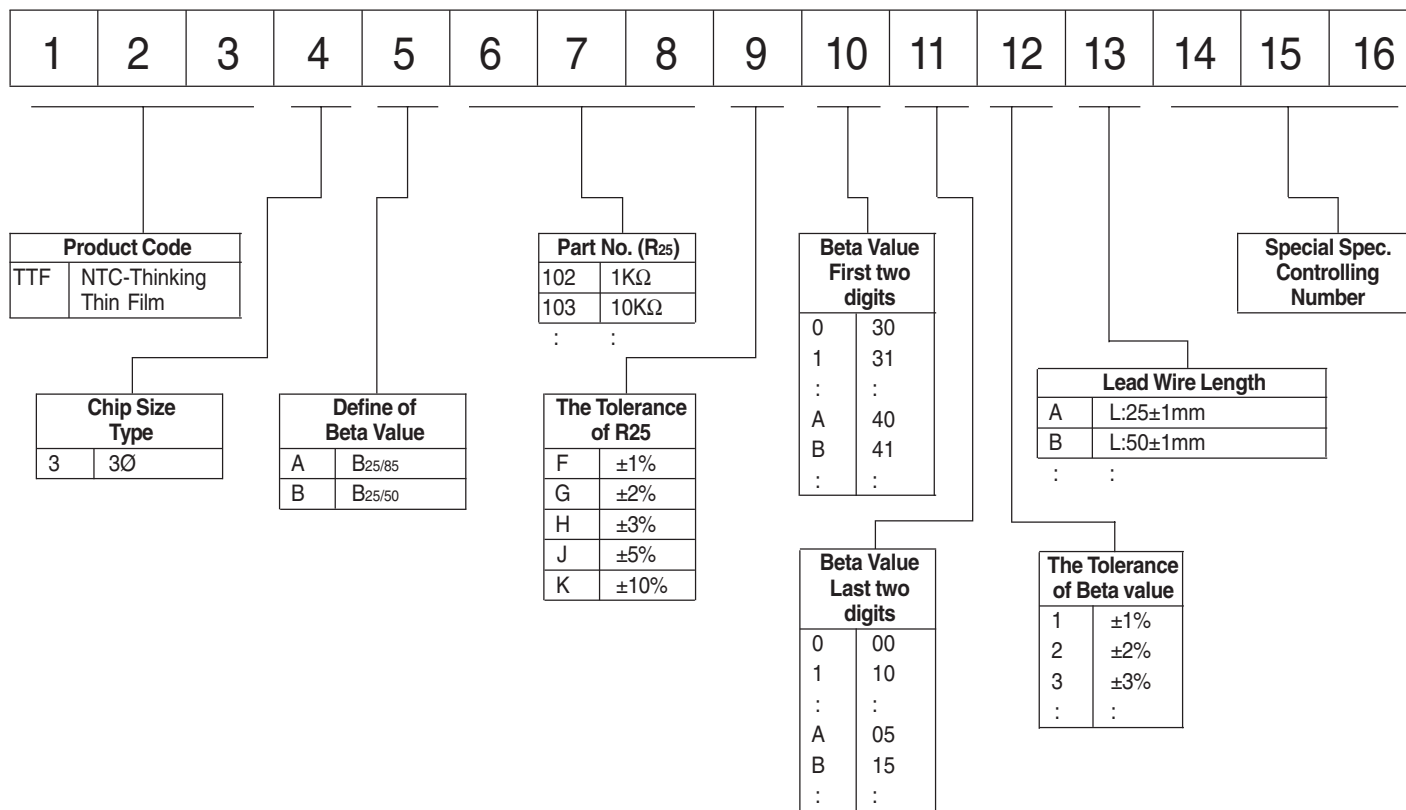 1 2 3 4 5 6 7 8 9 10 11 12 13 14 15 16
Product Code
TTF NTC-Thinking
Thin Film
Chip Size
Type
3 3Ø
Define of
Beta Value
A B25/85
B B25/50
Part No. (R25)
102 1KΩ
103 10KΩ
: :
The Tolerance
of R25
F ±1%
G ±2%
H ±3%
J ±5%
K ±10%
Beta Value
First two
digits
0 30
1 31
: :
A 40
B 41
: :
Beta Value
Last two
digits
0 00
1 10
: :
A 05
B 15
: :
The Tolerance
of Beta value
1 ±1%
2 ±2%
3 ±3%
: :
Lead Wire Length
A L:25±1mm
B L:50±1mm
: :
Special Spec.
Controlling
Number